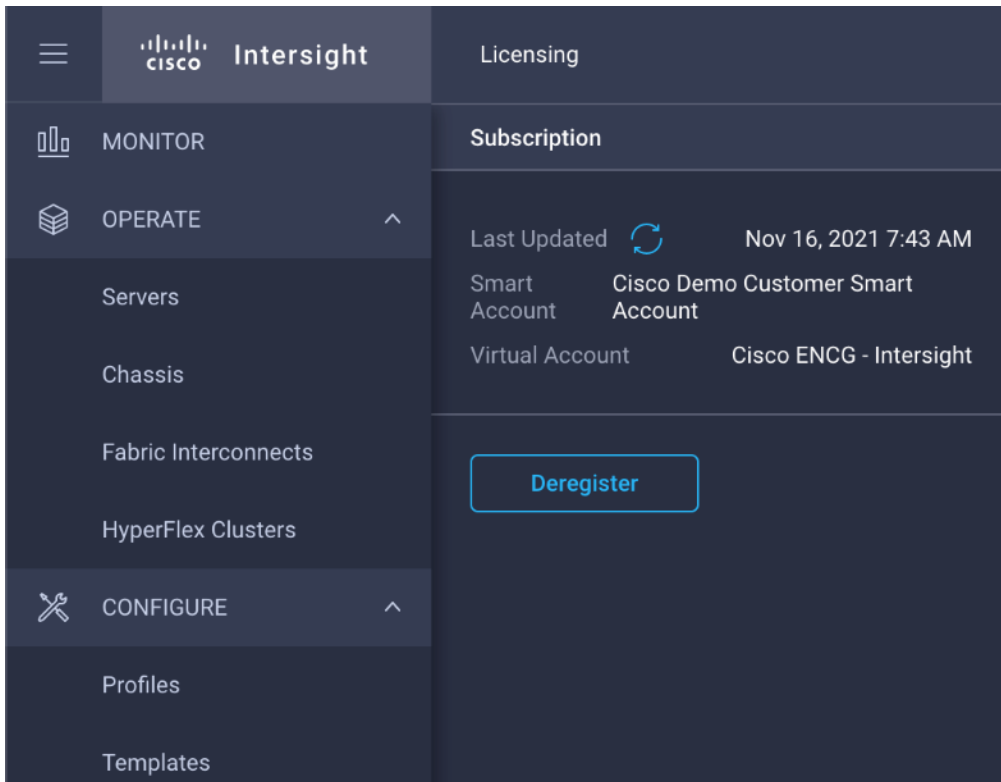 CISCO
Intersight
Licensing
MONITOR
OPERATE
Servers
Chassis
Fabric Interconnects
HyperFlex Clusters
CONFIGURE
Profiles
Templates
Subscription
Last Updated Nov 16, 2021 7:43 AM
Smart Account Cisco Demo Customer Smart Account
Virtual Account Cisco ENCG - Intersight
Deregister